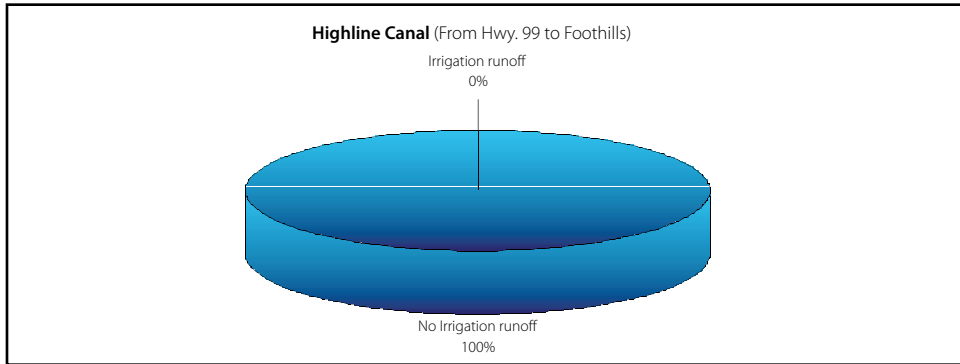 Highline Canal (From Hwy. 99 to Foothills)
Irrigation runoff
0%
No Irrigation runoff
100%